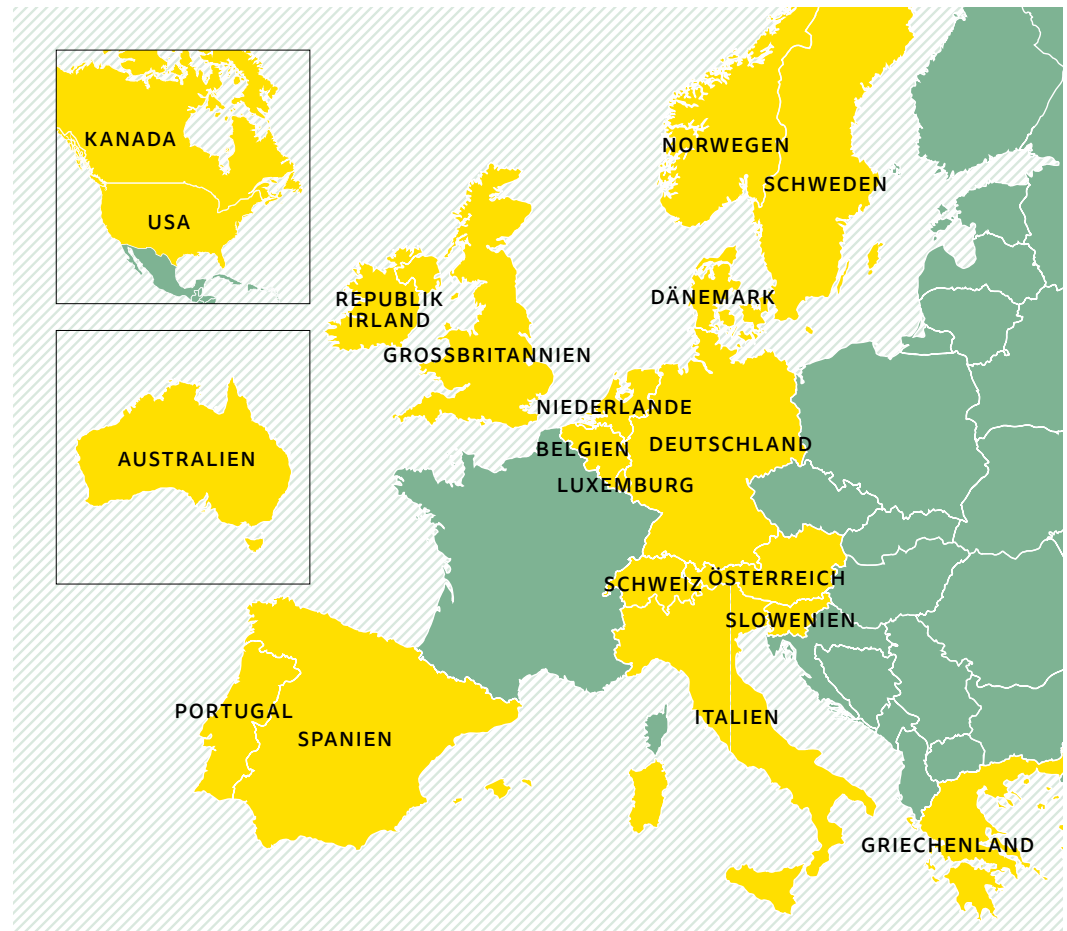 KANADA
USA
NORWEGEN
SCHWEDEN
REPUBLIK
IRLAND
DÄNEMARK
GROSSBRITANNIEN
NIEDERLANDE
BELGIEN
DEUTSCHLAND
LUXEMBURG
AUSTRALIEN
SCHWEIZ
ÖSTERREICH
SLOWENIEN
PORTUGAL
SPANIEN
ITALIEN
GRIECHENLAND